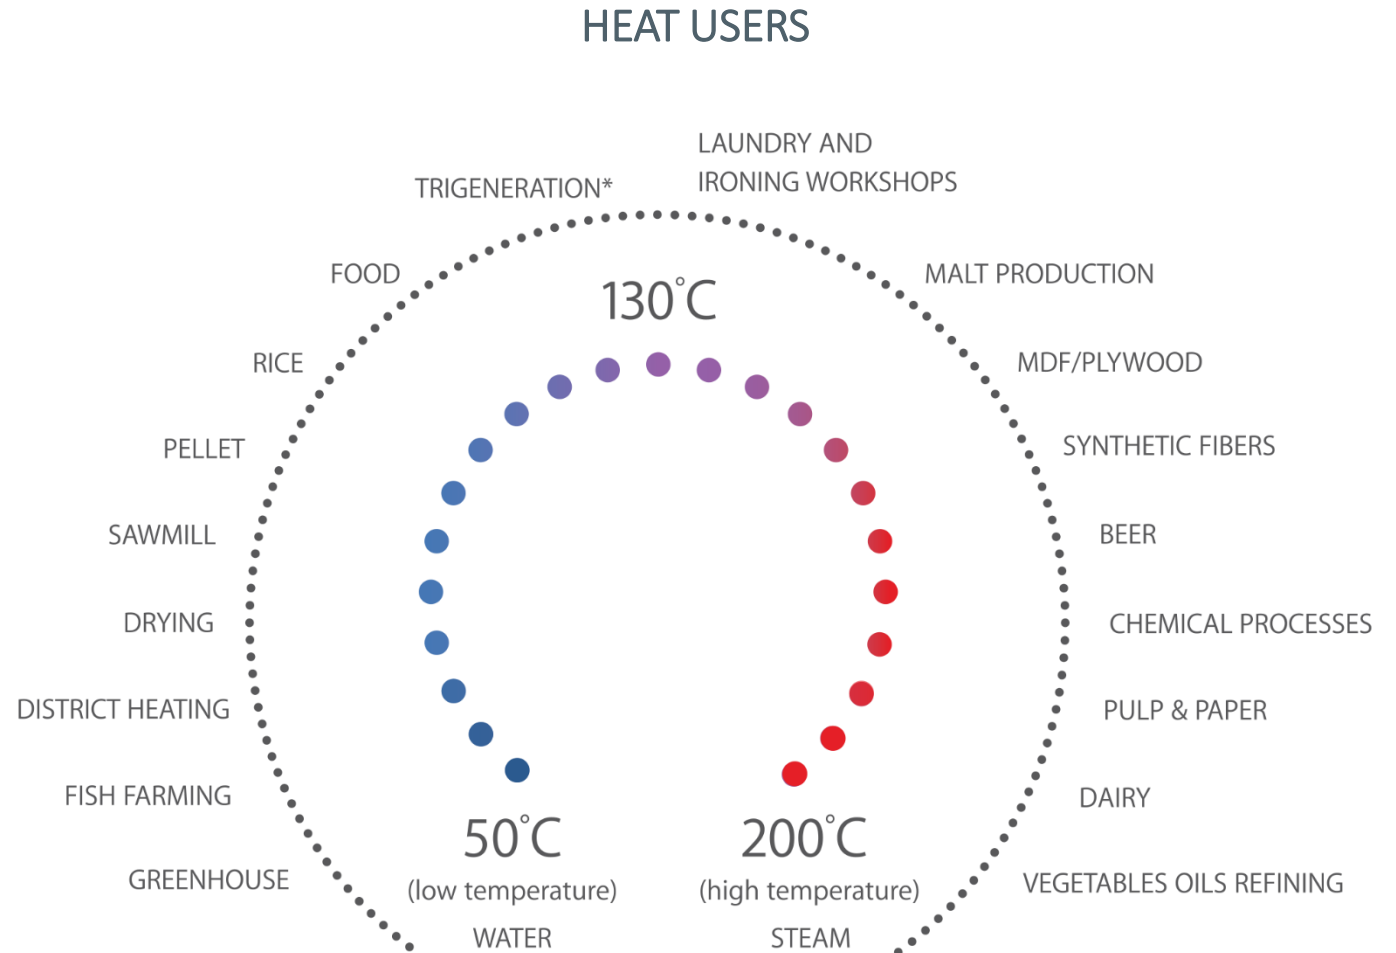 HEAT USERS
LAUNDRY AND
IRONING WORKSHOPS
TRIGENERATION*
FOOD
MALT PRODUCTION
130°C
RICE
MDF/PLYWOOD
PELLET
SYNTHETIC FIBERS
SAWMILL
BEER
DRYING
CHEMICAL PROCESSES
DISTRICT HEATING
PULP & PAPER
FISH FARMING
DAIRY
50°C
200°C
GREENHOUSE
(low temperature)
(high temperature)
VEGETABLES OILS REFINING
WATER
STEAM